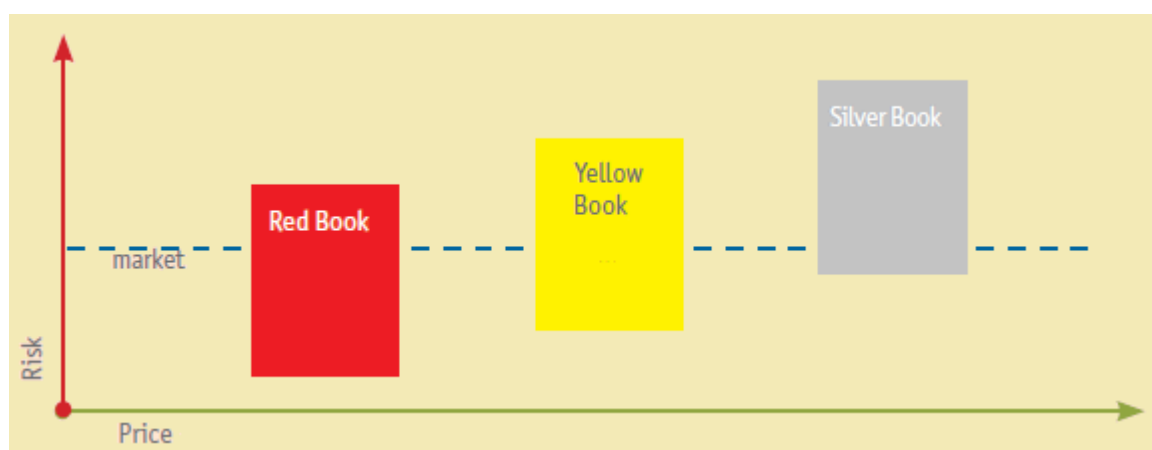 Silver Book
Yellow
Book
Red Book
market
...
Risk
Price